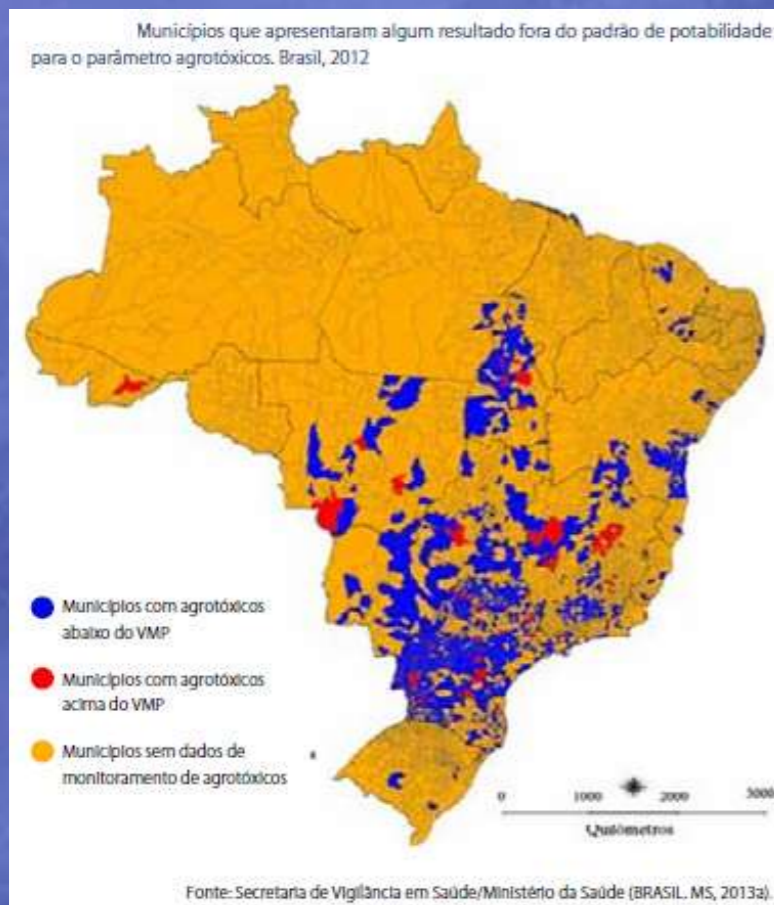 Municípios que apresentaram algum resultado fora do padrão de potabilidade
para o parâmetro agrotóxicos. Brasil, 2012
Municípios com agrotóxicos
abaixo do VMP
Municípios com agrotóxicos
acima do VMP
Municípios sem dados de
monitoramento de agrotóxicos
0 1000 2000 3000
Quilômetros
Fonte: Secretaria de Vigilância em Saúde/Ministério da Saúde (BRASIL. MS, 2013a).